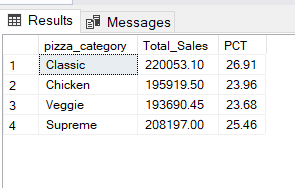 Results Messages
pizza_category Total_Sales PCT
1 Classic 220053.10 26.91
2 Chicken 195919.50 23.96
3 Veggie 193690.45 23.68
4 Supreme 208197.00 25.46